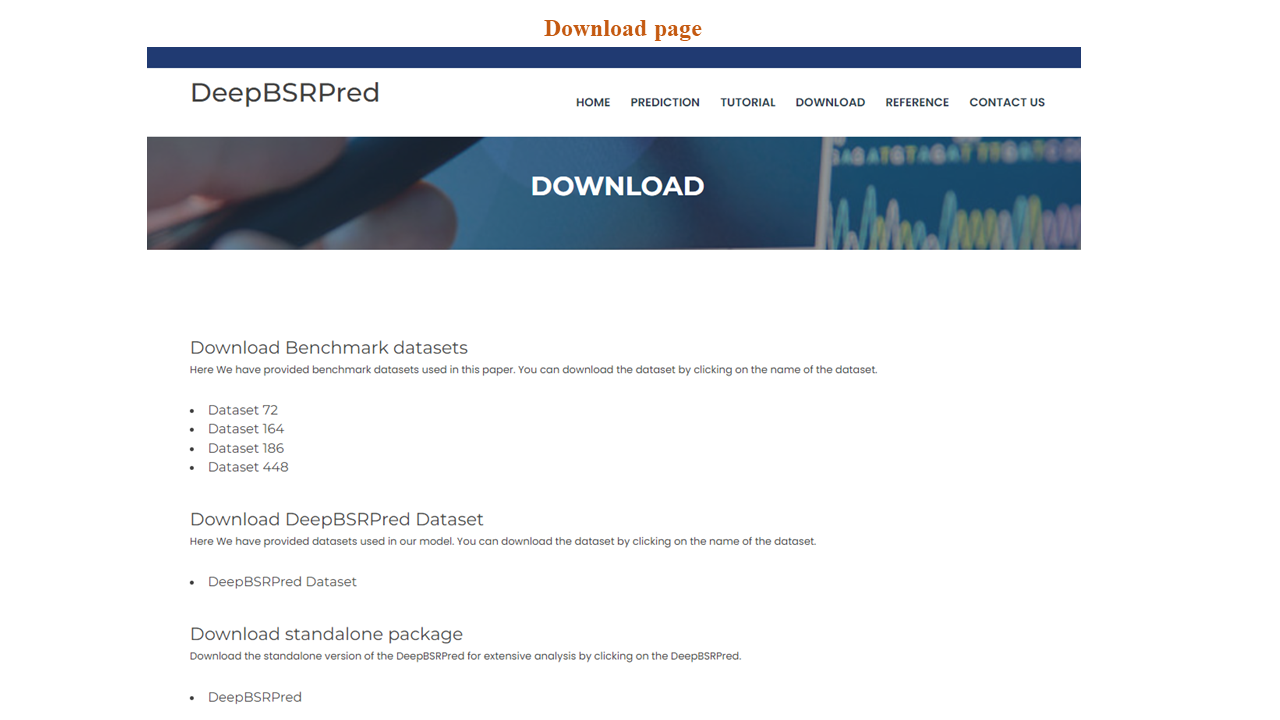 Download page
DeepBSRPred
HOME PREDICTION TUTORIAL DOWNLOAD REFERENCE CONTACT US
DOWNLOAD
Download Benchmark datasets
Here We have provided benchmark datasets used in this paper. You can download the dataset by clicking on the name of the dataset.
• Dataset 72
• Dataset 164
• Dataset 186
• Dataset 448
Download DeepBSRPred Dataset
Here We have provided datasets used in our model. You can download the dataset by clicking on the name of the dataset.
• DeepBSRPred Dataset
Download standalone package
Download the standalone version of the DeepBSRPred for extensive analysis by clicking on the DeepBSRPred.
• DeepBSRPred